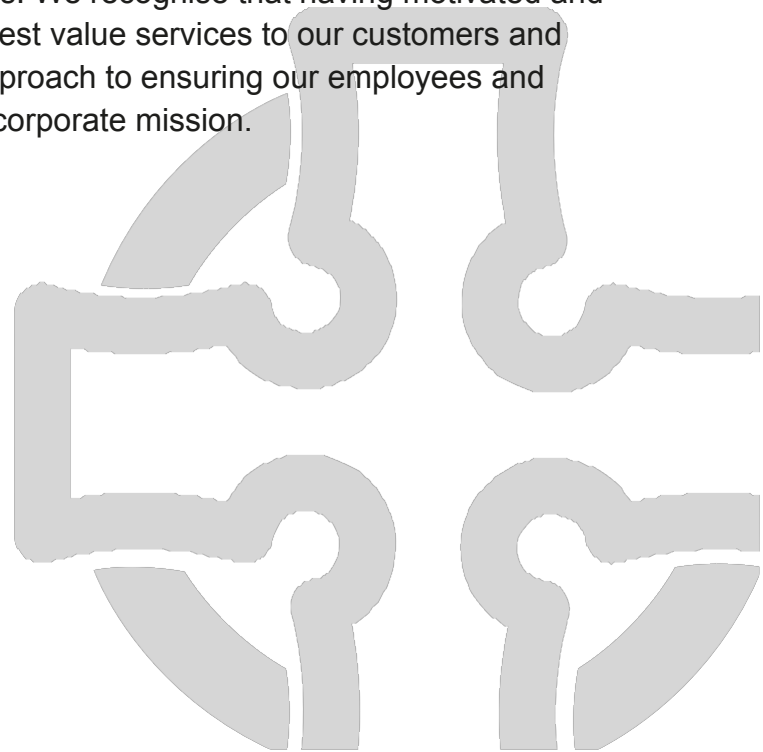 We recognise that having motivated and
est value services to our customers and
proach to ensuring our employees and
corporate mission.